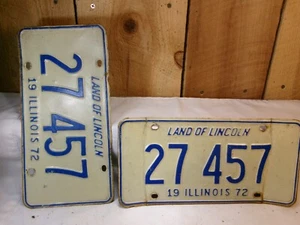 LAND OF LINCOLN
27 457
19 ILLINOIS 72
LAND OF LINCOLN
27 457
19 ILLINOIS 72